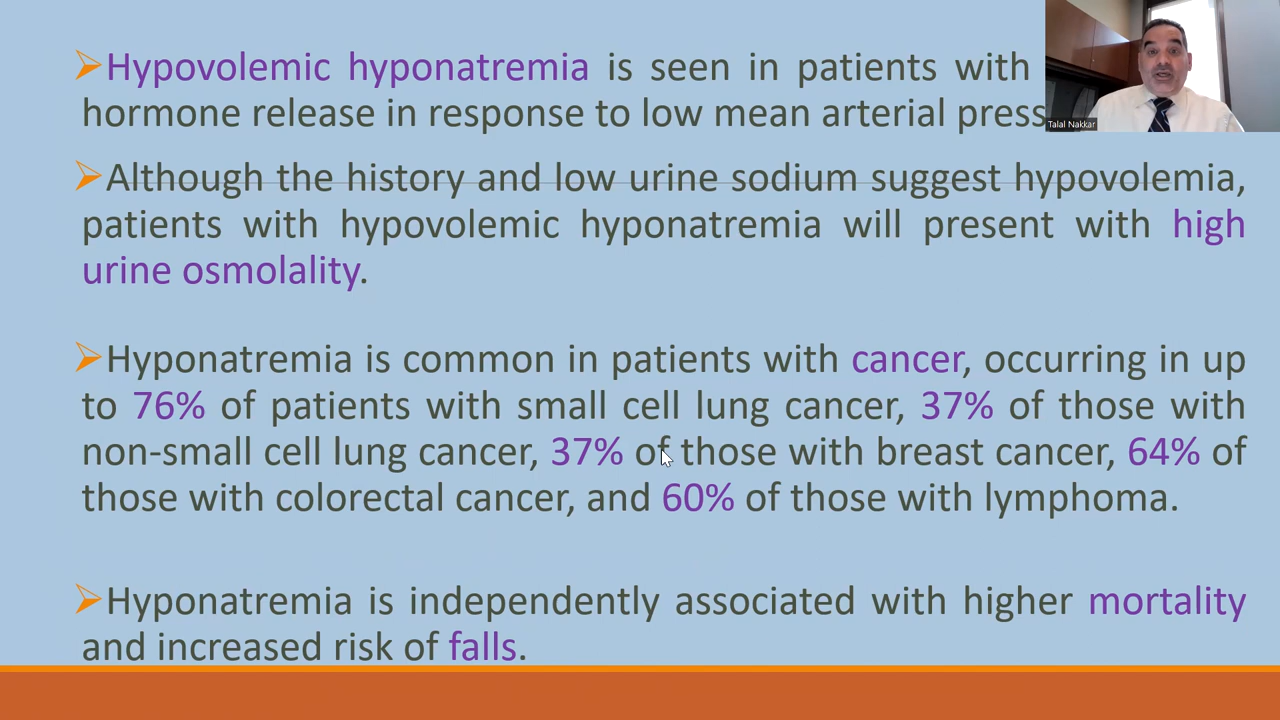 ➢Hypovolemic hyponatremia is seen in patients with
hormone release in response to low mean arterial press
Talal Nakkar
➢Although the history and low urine sodium suggest hypovolemia,
patients with hypovolemic hyponatremia will present with high
urine osmolality.
➢Hyponatremia is common in patients with cancer, occurring in up
to 76% of patients with small cell lung cancer, 37% of those with
non-small cell lung cancer, 37% of those with breast cancer, 64% of
those with colorectal cancer, and 60% of those with lymphoma.
➢Hyponatremia is independently associated with higher mortality
and increased risk of falls.